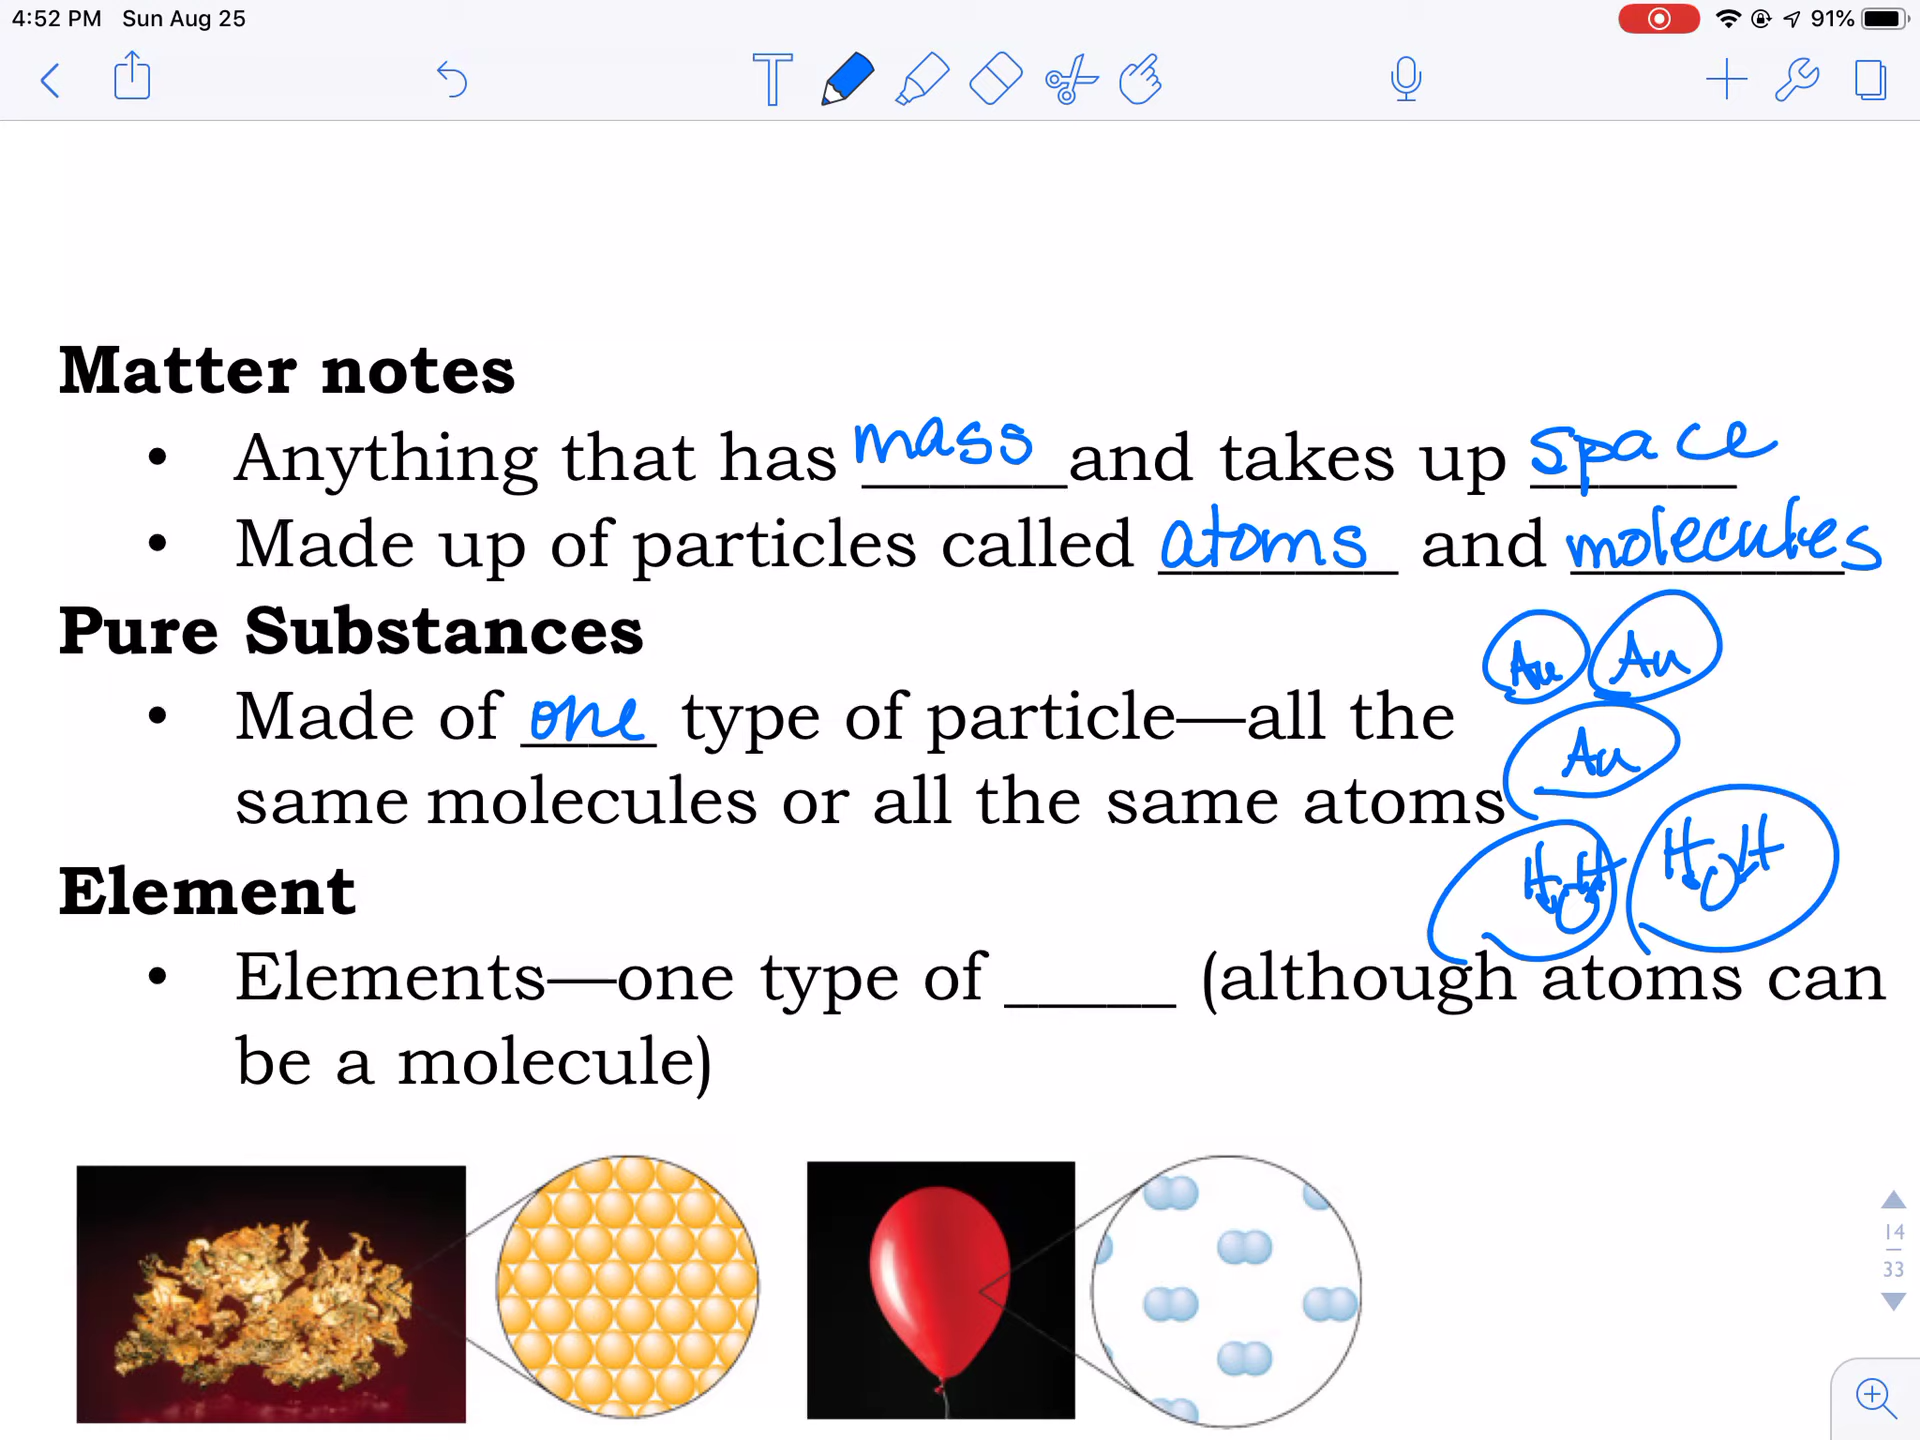 4:52 PM Sun Aug 25
91%
T
Matter notes
• Anything that has mass and takes up space
• Made up of particles called atoms and molecules
Pure Substances
Au Au
• Made of one type of particle—all the
Au
same molecules or all the same atoms
H O H H O H
Element
• Elements—one type of _____ (although atoms can
be a molecule)
14
33